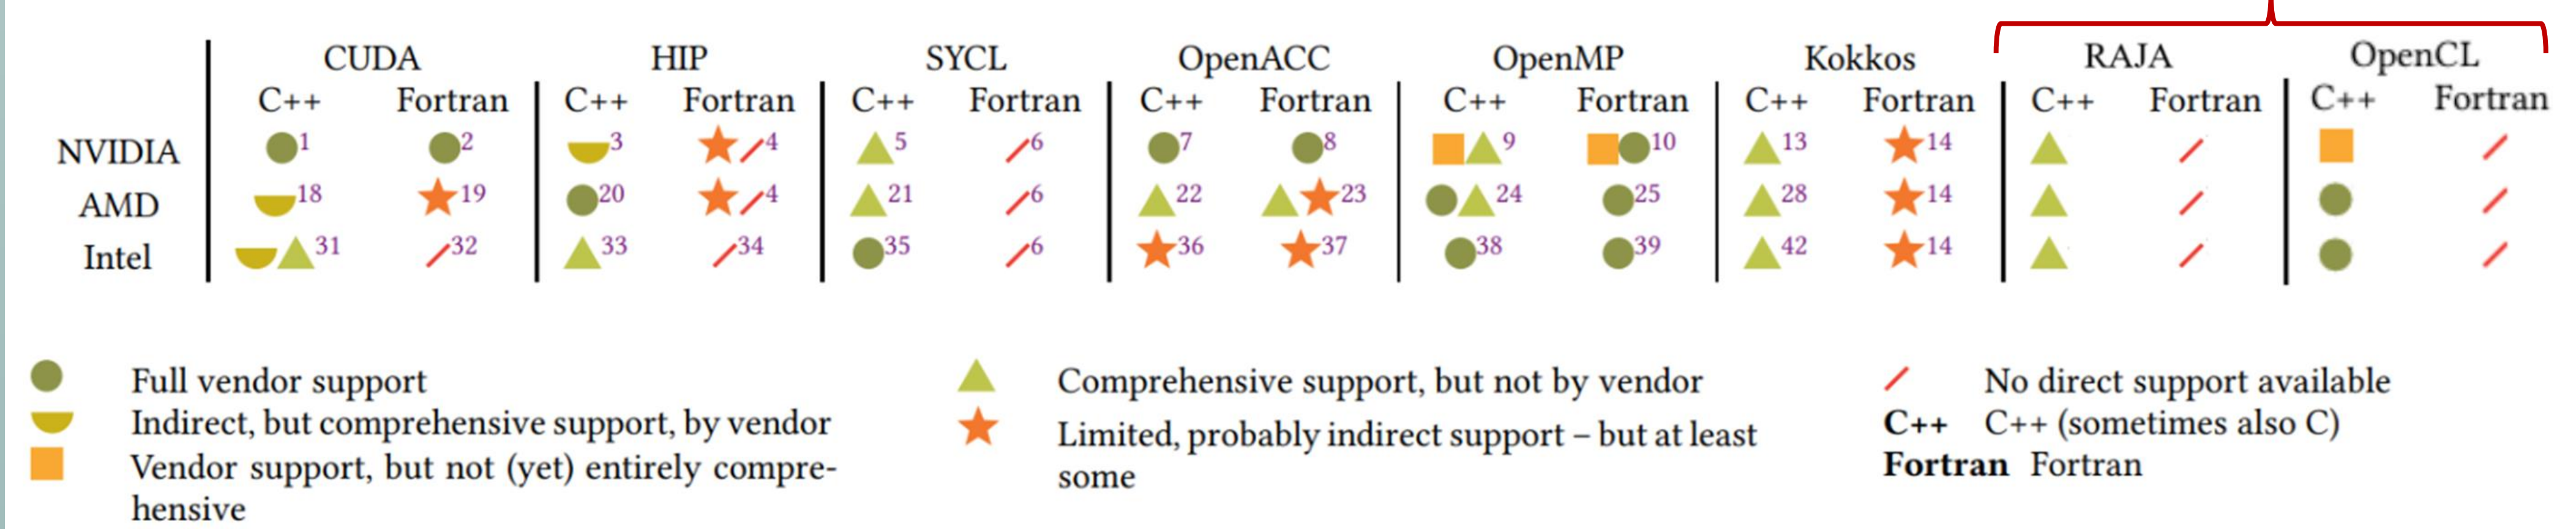 CUDA HIP SYCL OpenACC OpenMP Kokkos RAJA OpenCL
C++ Fortran C++ Fortran C++ Fortran C++ Fortran C++ Fortran C++ Fortran C++ Fortran C++ Fortran
NVIDIA 1 2 3 4 5 6 7 8 9 10 13 14
AMD 18 19 20 4 21 6 22 23 24 25 28 14
Intel 31 32 33 34 35 6 36 37 38 39 42 14
Full vendor support
Indirect, but comprehensive support, by vendor
Vendor support, but not (yet) entirely compre-
hensive
Comprehensive support, but not by vendor
Limited, probably indirect support – but at least
some
No direct support available
C++ C++ (sometimes also C)
Fortran Fortran